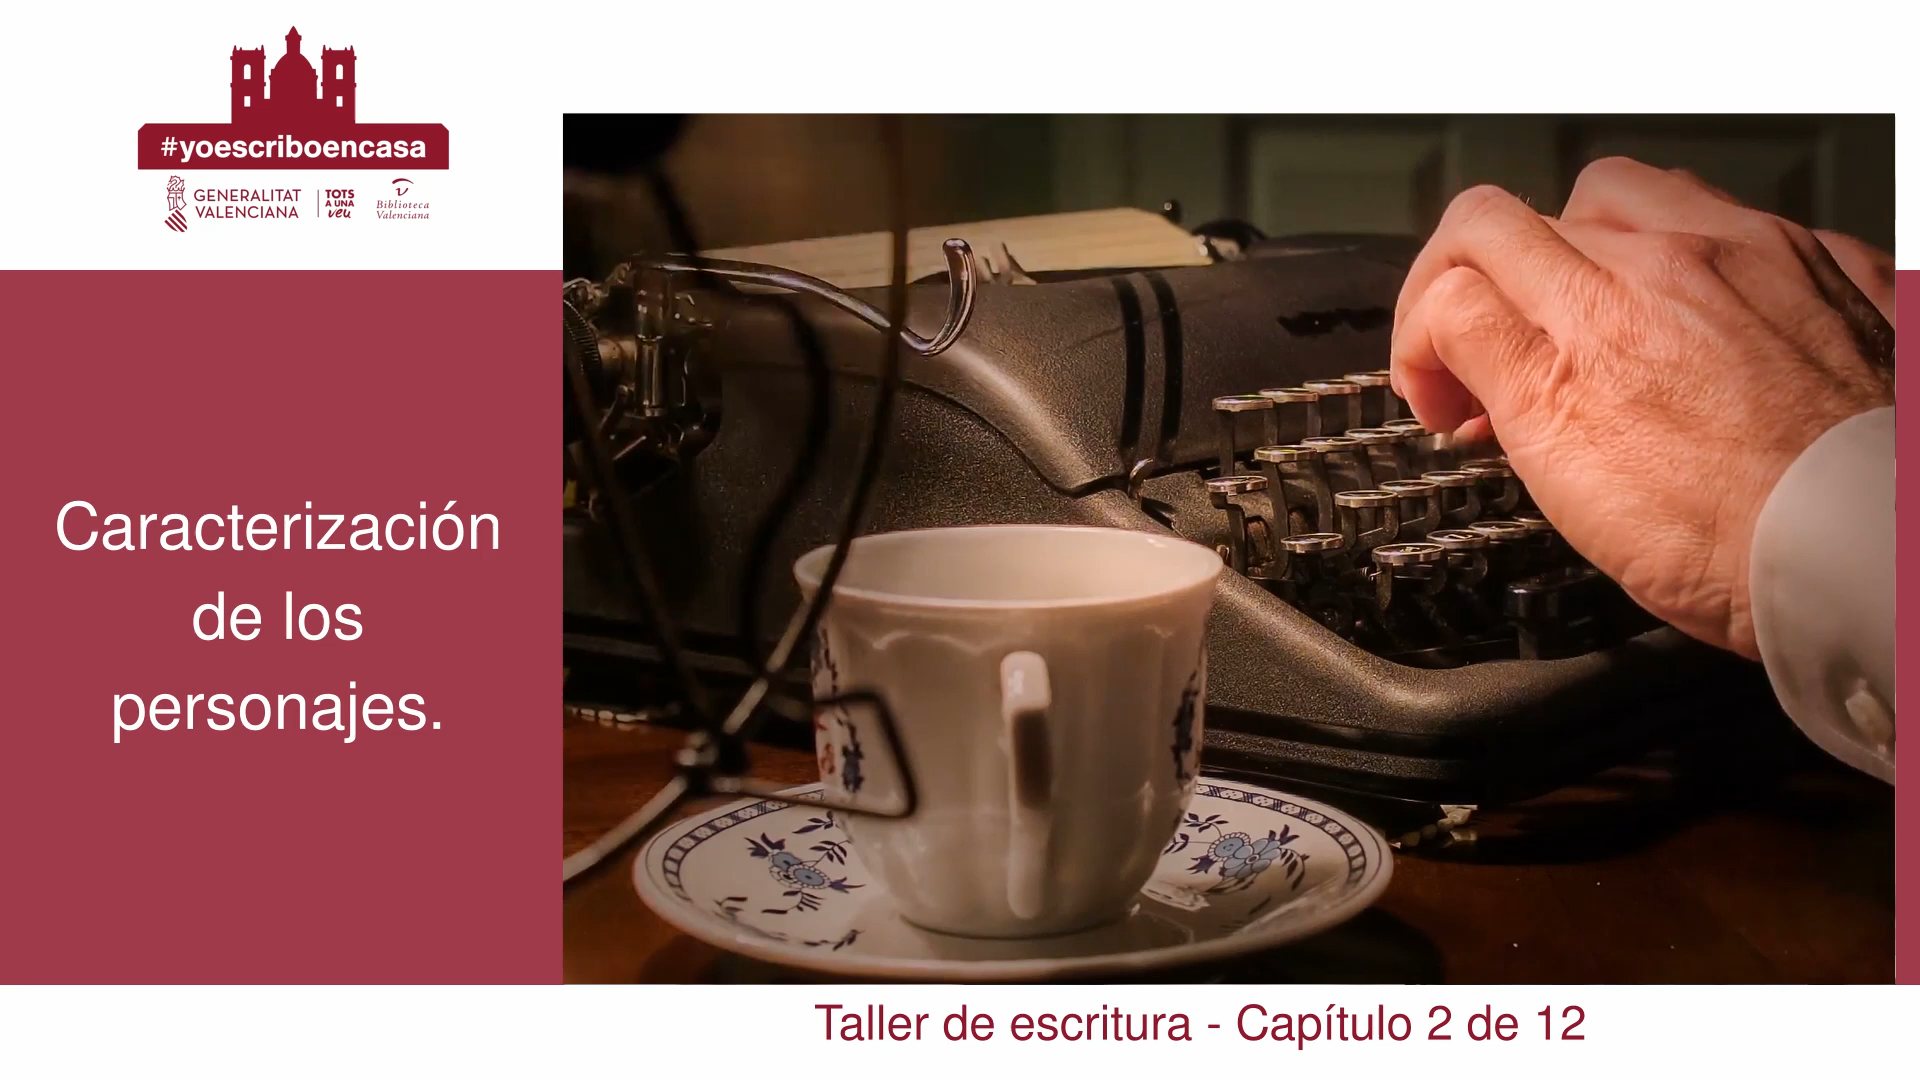 #yoescriboencasa
GENERALITAT
VALENCIANA
TOTS
A UNA
veu
Biblioteca
Valenciana
Caracterización
de los
personajes.
Taller de escritura - Capítulo 2 de 12